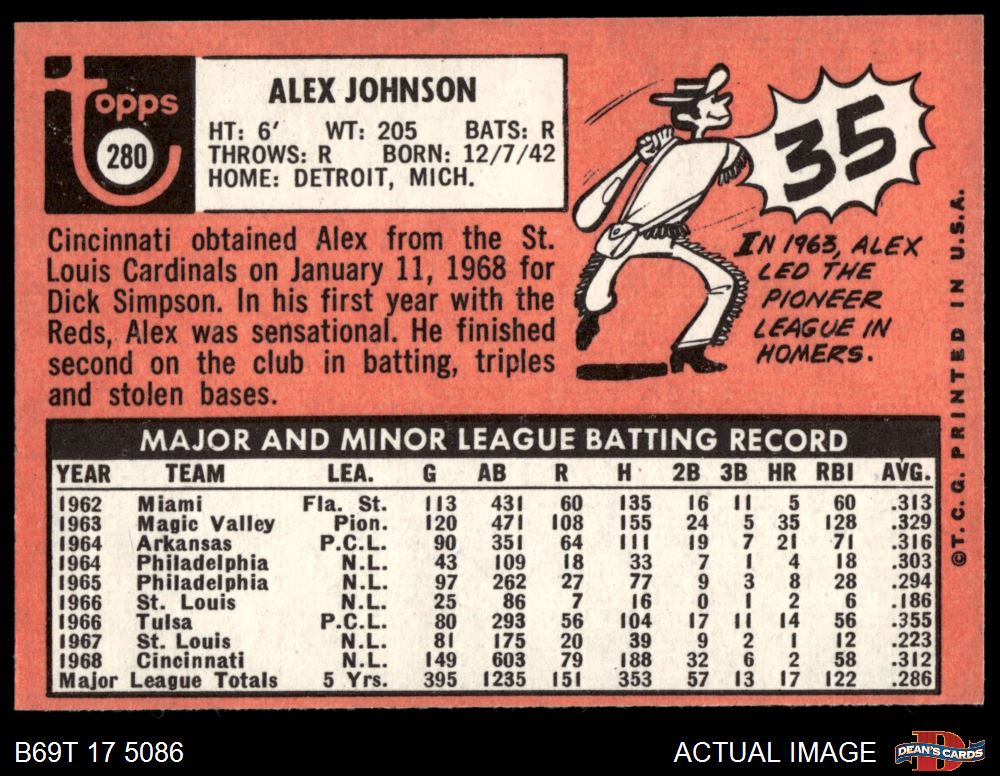 Topps
280
ALEX JOHNSON
HT: 6' WT: 205 BATS: R
THROWS: R BORN: 12/7/42
HOME: DETROIT, MICH.
35
IN 1963, ALEX
LED THE
PIONEER
LEAGUE IN
HOMERS.
Cincinnati obtained Alex from the St.
Louis Cardinals on January 11, 1968 for
Dick Simpson. In his first year with the
Reds, Alex was sensational. He finished
second on the club in batting, triples
and stolen bases.
MAJOR AND MINOR LEAGUE BATTING RECORD
YEAR TEAM LEA. G AB R H 2B 3B HR RBI AVG.
1962 Miami Fla. St. 113 431 60 135 16 11 5 60 .313
1963 Magic Valley Pion. 120 471 108 155 24 5 35 128 .329
1964 Arkansas P.C.L. 90 351 64 111 19 7 21 71 .316
1964 Philadelphia N.L. 43 109 18 33 7 1 4 18 .303
1965 Philadelphia N.L. 97 262 27 77 9 3 8 28 .294
1966 St. Louis N.L. 25 86 7 16 0 1 2 6 .186
1966 Tulsa P.C.L. 80 293 56 104 17 11 14 56 .355
1967 St. Louis N.L. 81 175 20 39 9 2 1 12 .223
1968 Cincinnati N.L. 149 603 79 188 32 6 2 58 .312
Major League Totals 5 Yrs. 395 1235 151 353 57 13 17 122 .286
©T.C.G. PRINTED IN U.S.A.
B69T 17 5086
ACTUAL IMAGE
DEAN'S CARDS